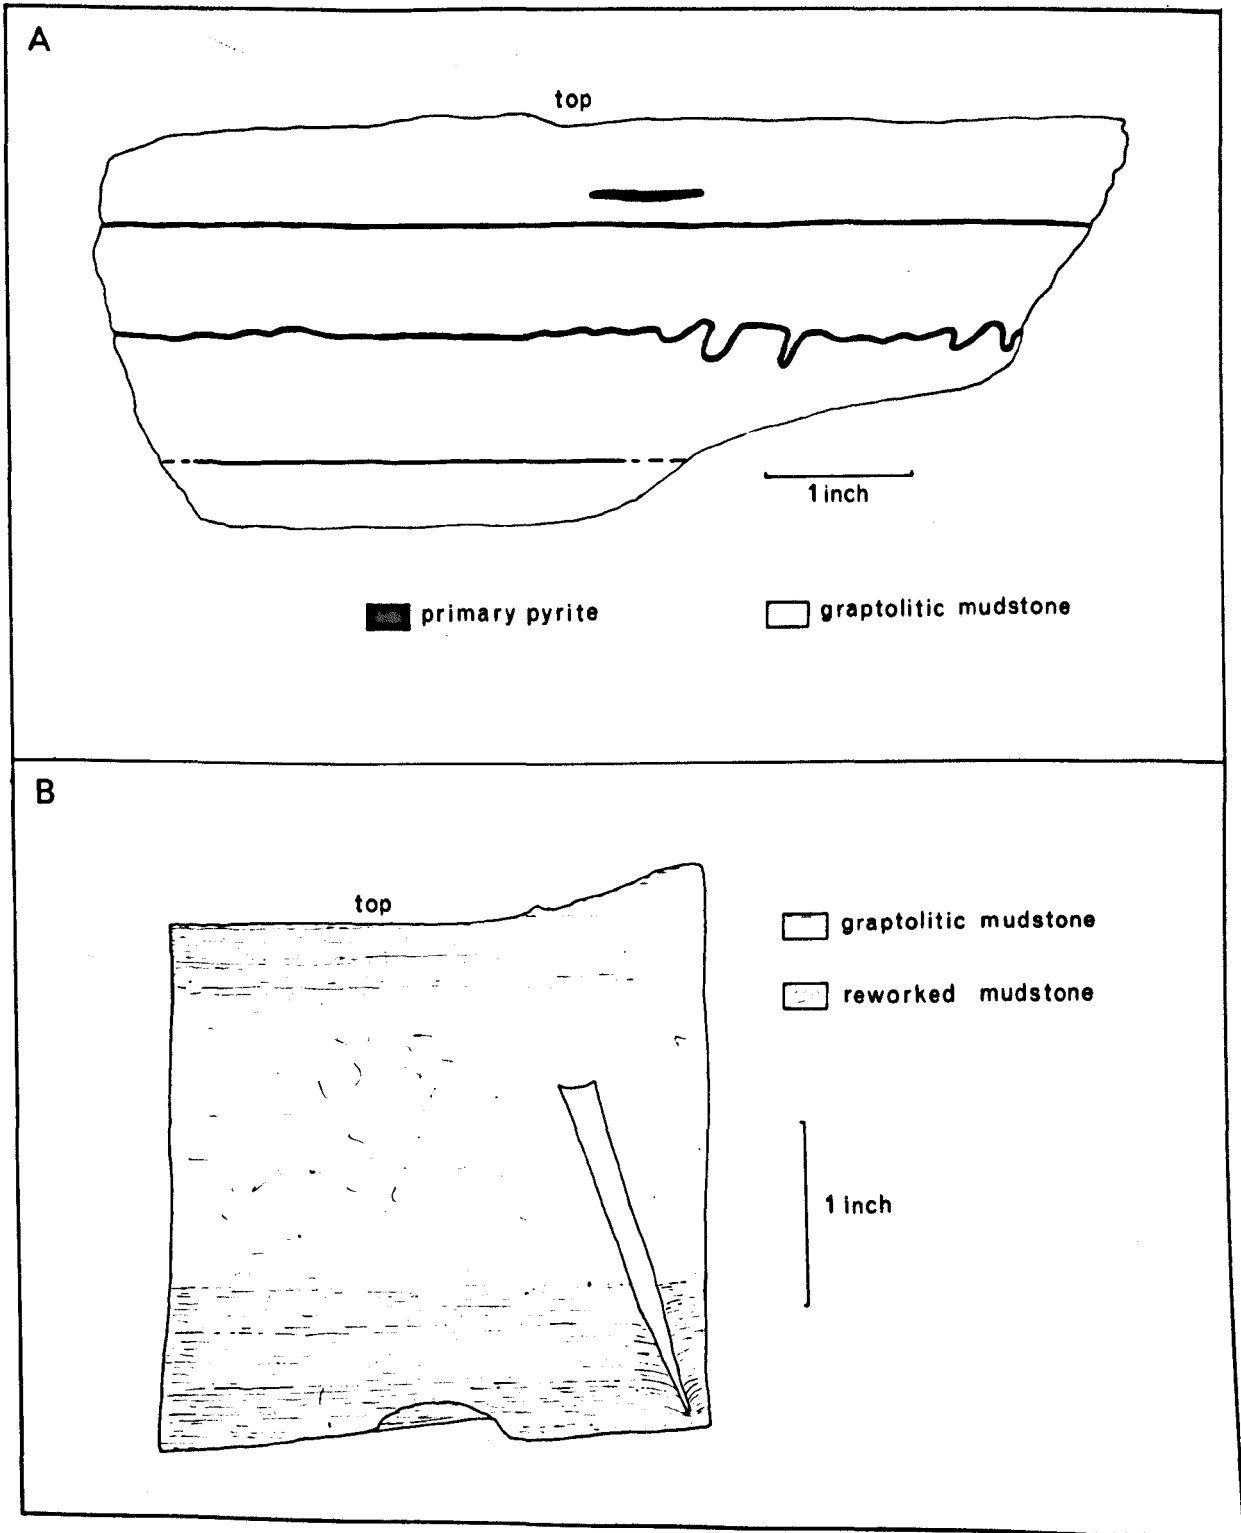 A
top
1 inch
primary pyrite
graptolitic mudstone
B
top
graptolitic mudstone
reworked mudstone
1 inch